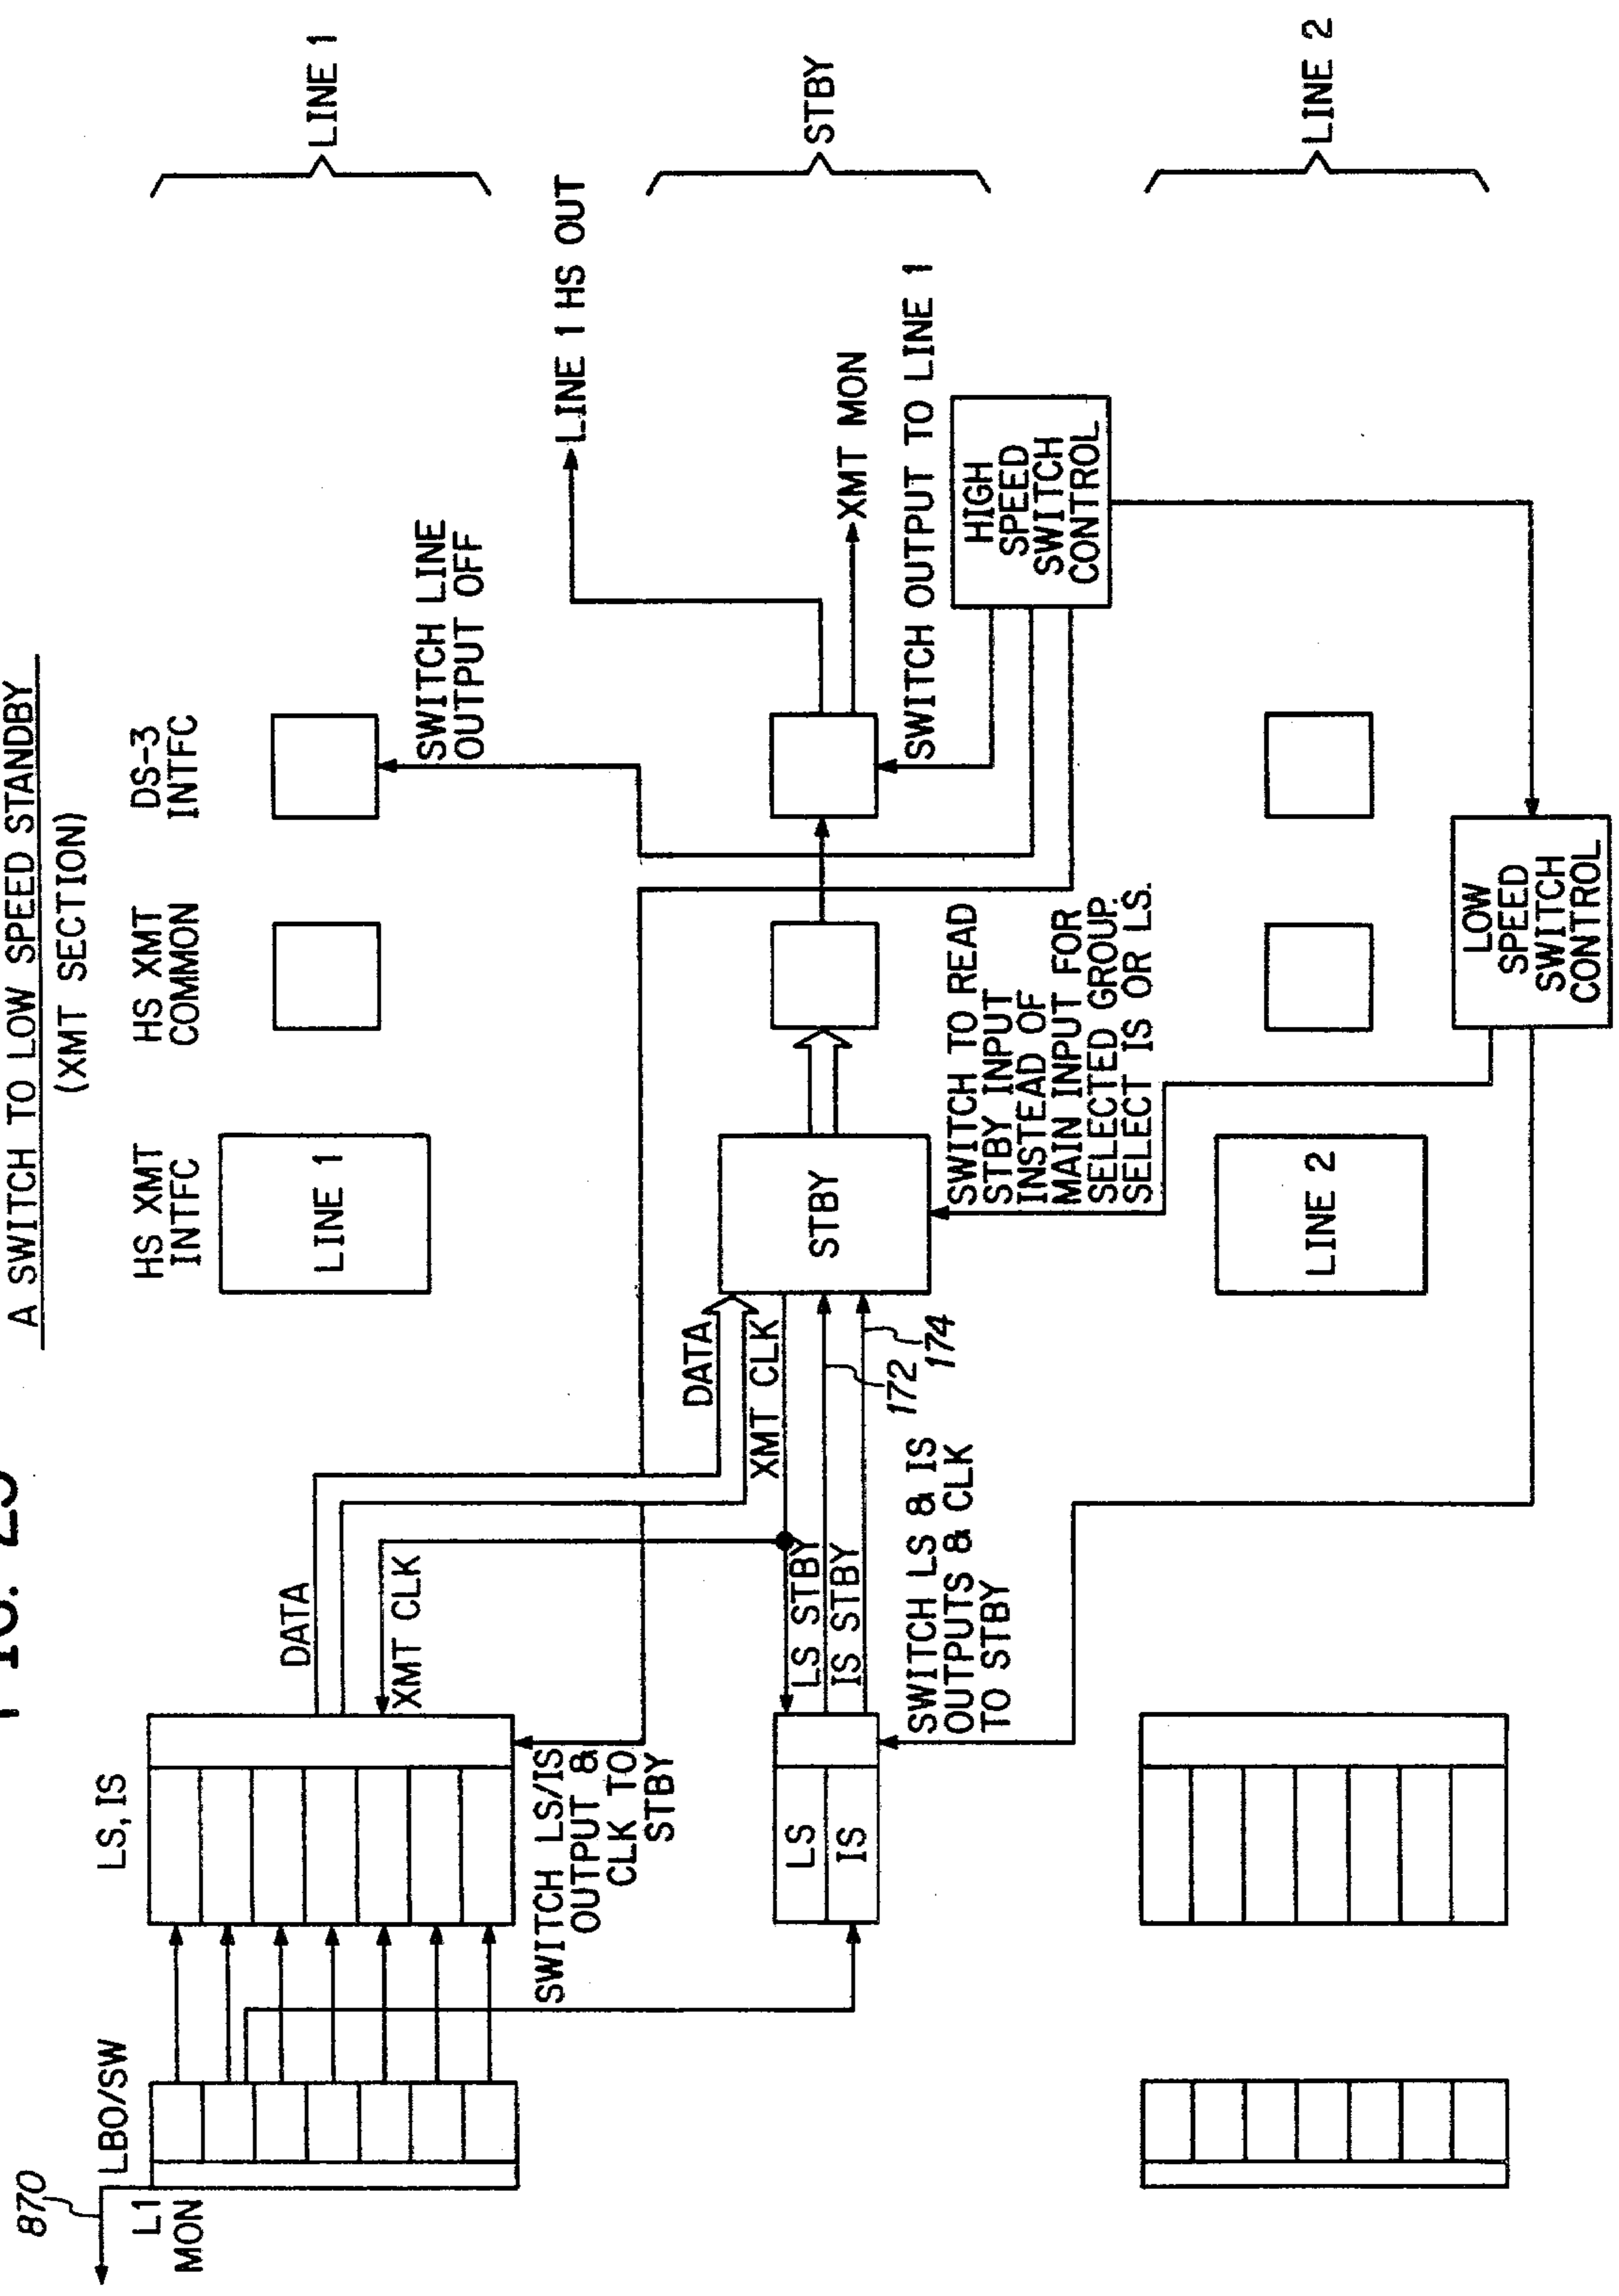 A SWITCH TO LOW SPEED STANDBY
(XMT SECTION)
870
L1
MON
LBO/SW
LS,IS
HS XMT
INTFC
HS XMT
COMMON
DS-3
INTFC
DATA
XMT CLK
LINE 1
SWITCH LINE
OUTPUT OFF
LINE 1
SWITCH LS/IS
OUTPUT &
CLK TO
STBY
DATA
XMT CLK
LINE 1 HS OUT
LS
IS
LS STBY
IS STBY
172
174
STBY
XMT MON
STBY
SWITCH LS & IS
OUTPUTS & CLK
TO STBY
SWITCH TO READ
STBY INPUT
INSTEAD OF
MAIN INPUT FOR
SELECTED GROUP.
SELECT IS OR LS.
SWITCH OUTPUT TO LINE 1
HIGH
SPEED
SWITCH
CONTROL
LINE 2
LINE 2
LOW
SPEED
SWITCH
CONTROL